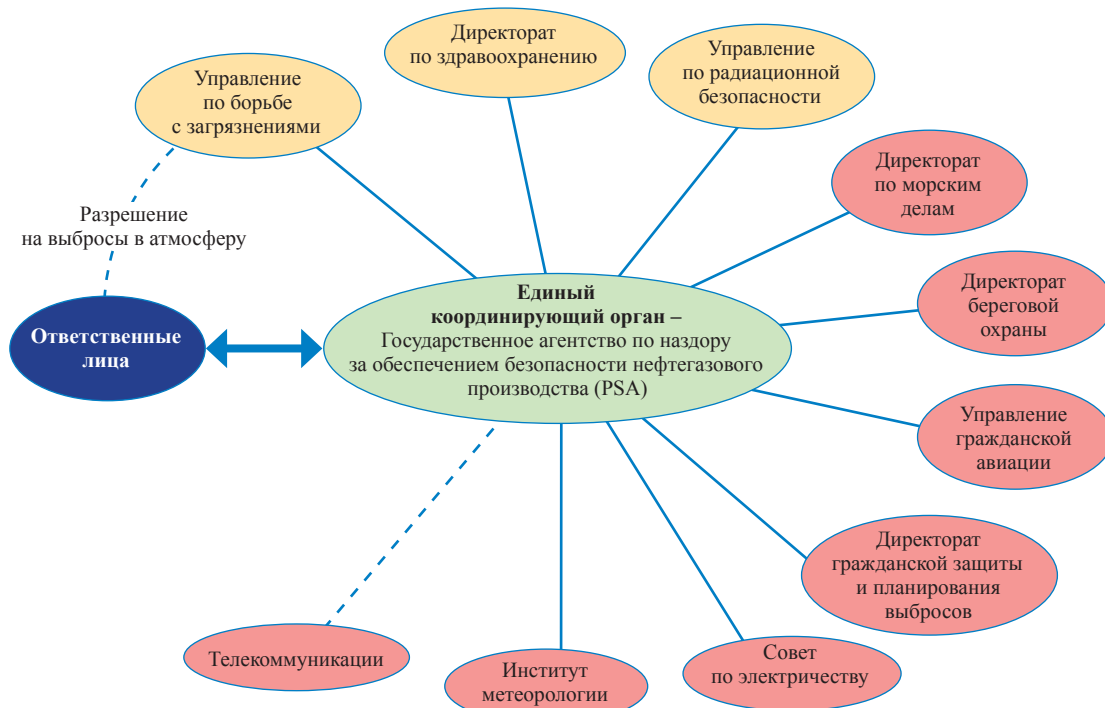 Директорат
по здравоохранению
Управление
по радиационной
безопасности
Управление
по борьбе
с загрязнениями
Директорат
по морским
делам
Разрешение
на выбросы в атмосферу
Директорат
береговой
охраны
Единый
координирующий орган –
Государственное агентство по надзору
за обеспечением безопасности нефтегазового
производства (PSA)
Ответственные
лица
Управление
гражданской
авиации
Директорат
гражданской защиты
и планирования
выбросов
Телекоммуникации
Институт
метеорологии
Совет
по электричеству